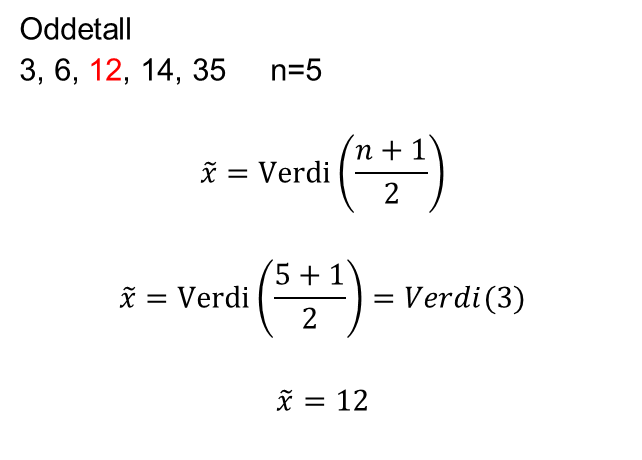 Oddetall
3, 6, 12, 14, 35 n=5
x̃ = Verdi ((n + 1)/2)
x̃ = Verdi ((5 + 1)/2) = Verdi(3)
x̃ = 12